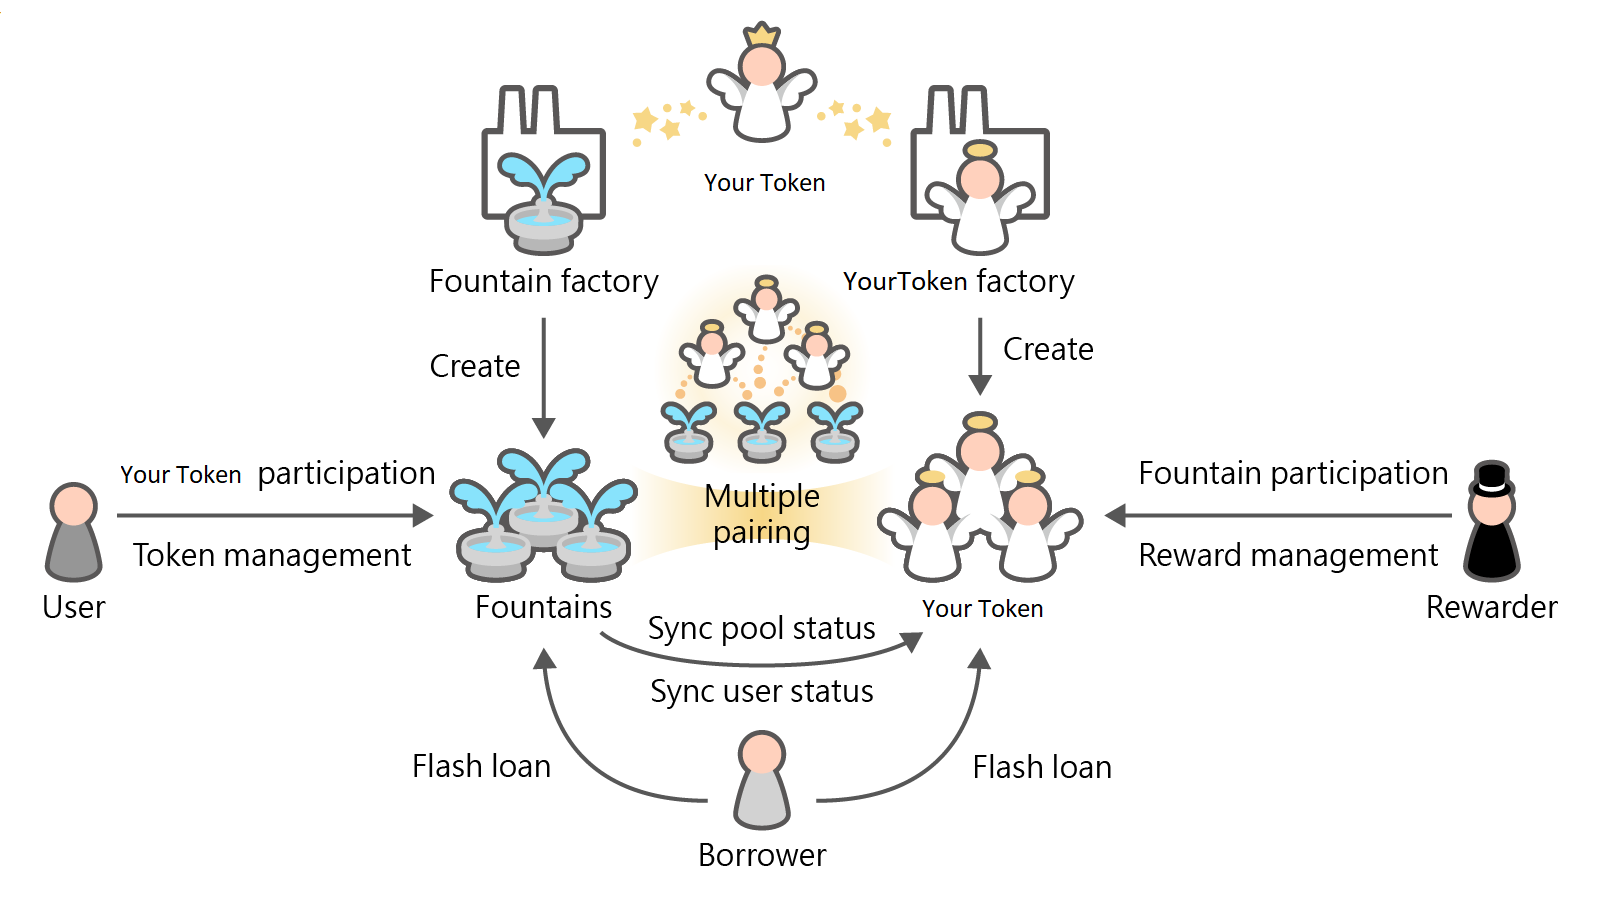 Your Token
Fountain factory
YourToken factory
Create
Create
Your Token participation
Token management
User
Fountains
Multiple
pairing
Your Token
Fountain participation
Reward management
Rewarder
Sync pool status
Sync user status
Flash loan
Flash loan
Borrower